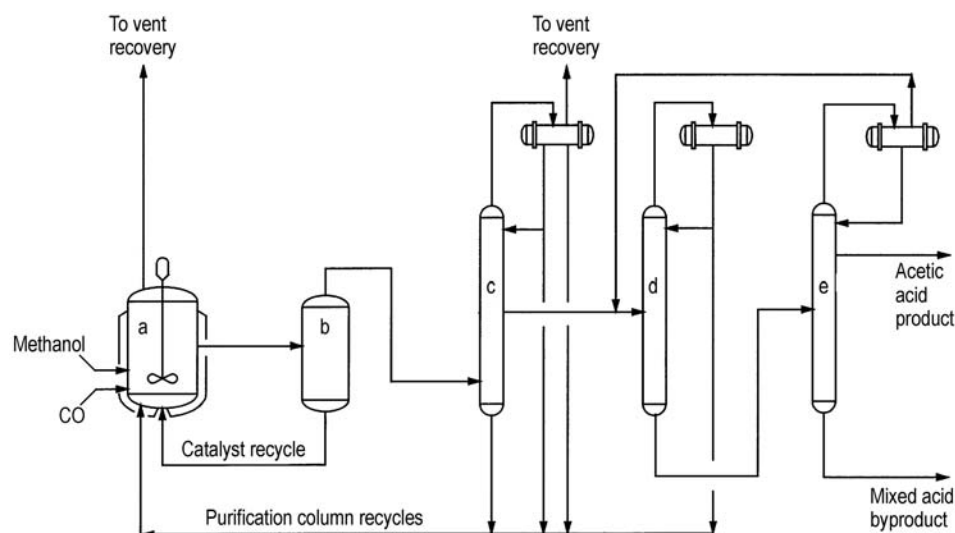 To vent
recovery
To vent
recovery
a
b
c
d
e
Methanol
CO
Acetic
acid
product
Catalyst recycle
Purification column recycles
Mixed acid
byproduct